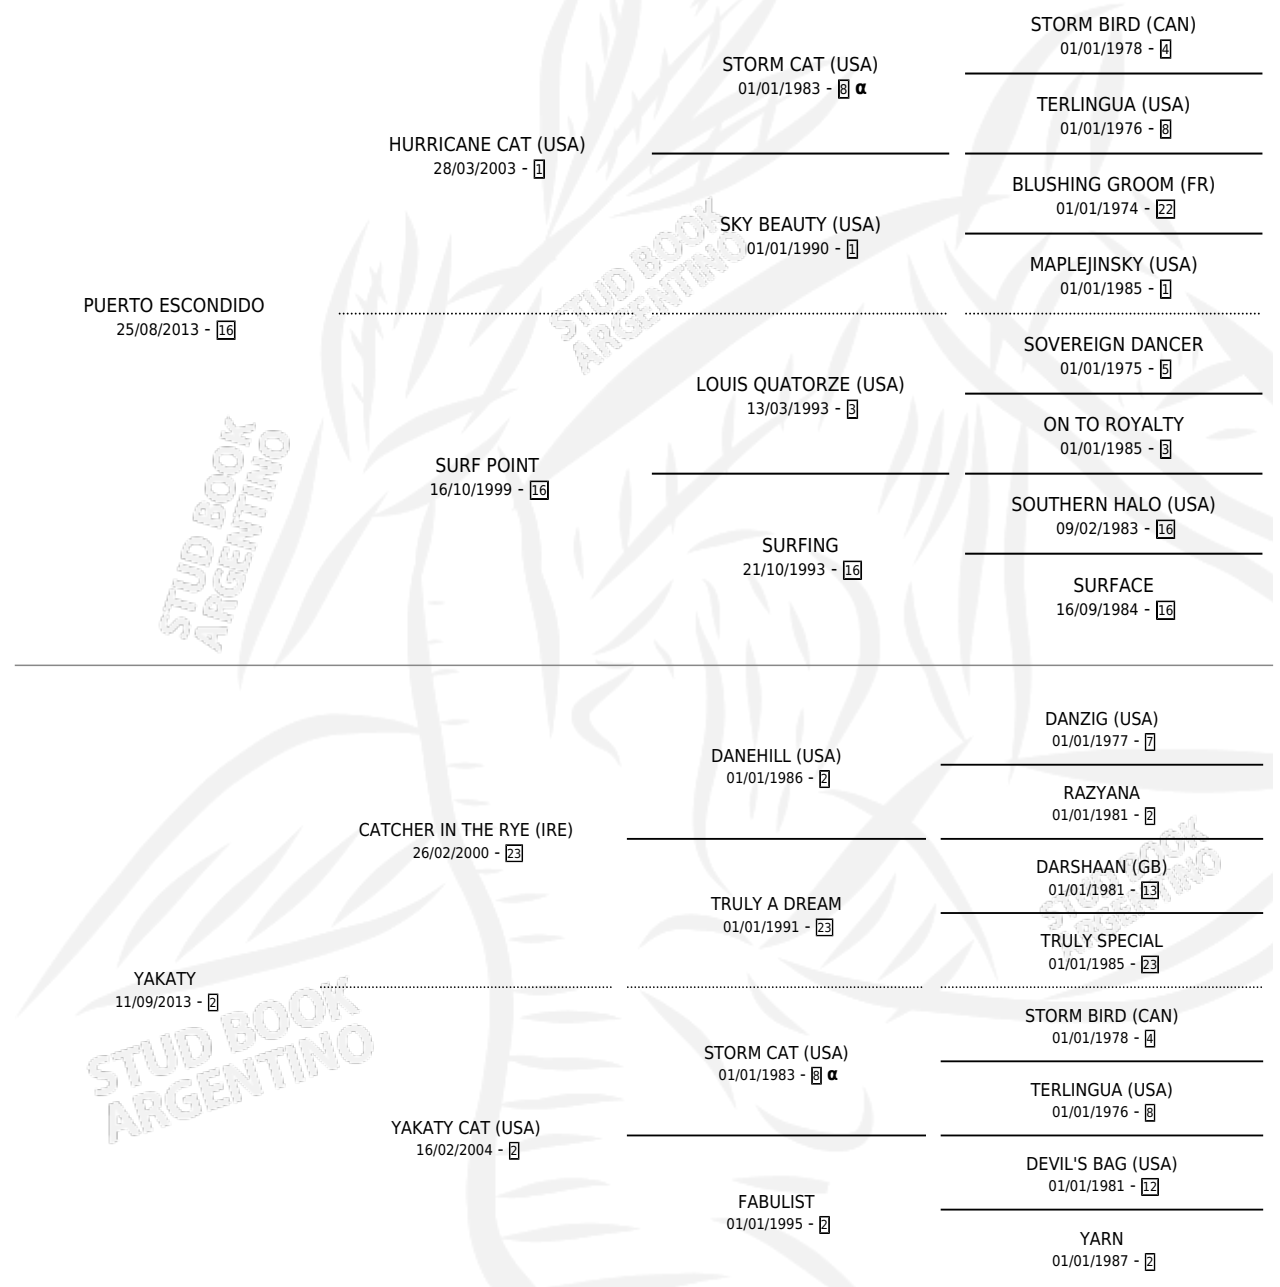 STORM BIRD (CAN)
01/01/1978 - 4
STORM CAT (USA)
01/01/1983 - 8 α
TERLINGUA (USA)
01/01/1976 - 8
HURRICANE CAT (USA)
28/03/2003 - 1
BLUSHING GROOM (FR)
01/01/1974 - 22
SKY BEAUTY (USA)
01/01/1990 - 1
MAPLEJINSKY (USA)
01/01/1985 - 1
PUERTO ESCONDIDO
25/08/2013 - 16
SOVEREIGN DANCER
01/01/1975 - 5
LOUIS QUATORZE (USA)
13/03/1993 - 3
ON TO ROYALTY
01/01/1985 - 3
SURF POINT
16/10/1999 - 16
SOUTHERN HALO (USA)
09/02/1983 - 16
SURFING
21/10/1993 - 16
SURFACE
16/09/1984 - 16
DANZIG (USA)
01/01/1977 - 7
DANEHILL (USA)
01/01/1986 - 2
RAZYANA
01/01/1981 - 2
CATCHER IN THE RYE (IRE)
26/02/2000 - 23
DARSHAAN (GB)
01/01/1981 - 13
TRULY A DREAM
01/01/1991 - 23
TRULY SPECIAL
01/01/1985 - 23
YAKATY
11/09/2013 - 2
STORM BIRD (CAN)
01/01/1978 - 4
STORM CAT (USA)
01/01/1983 - 8 α
TERLINGUA (USA)
01/01/1976 - 8
YAKATY CAT (USA)
16/02/2004 - 2
DEVIL'S BAG (USA)
01/01/1981 - 12
FABULIST
01/01/1995 - 2
YARN
01/01/1987 - 2
STUD BOOK
ARGENTINO
STUD BOOK
ARGENTINO
STUD BOOK
ARGENTINO
STUD BOOK
ARGENTINO